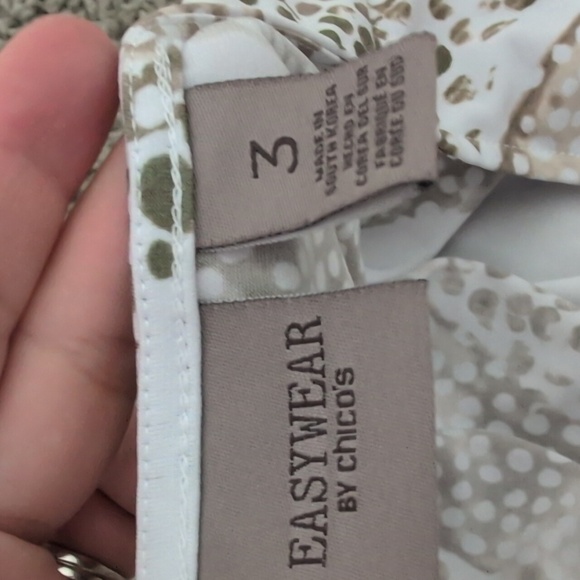 3
MADE IN
SOUTH KOREA
HECHO EN
COREA DEL SUR
FABRIQUÉ EN
CORÉE DU SUD
EASYWEAR
BY chico's